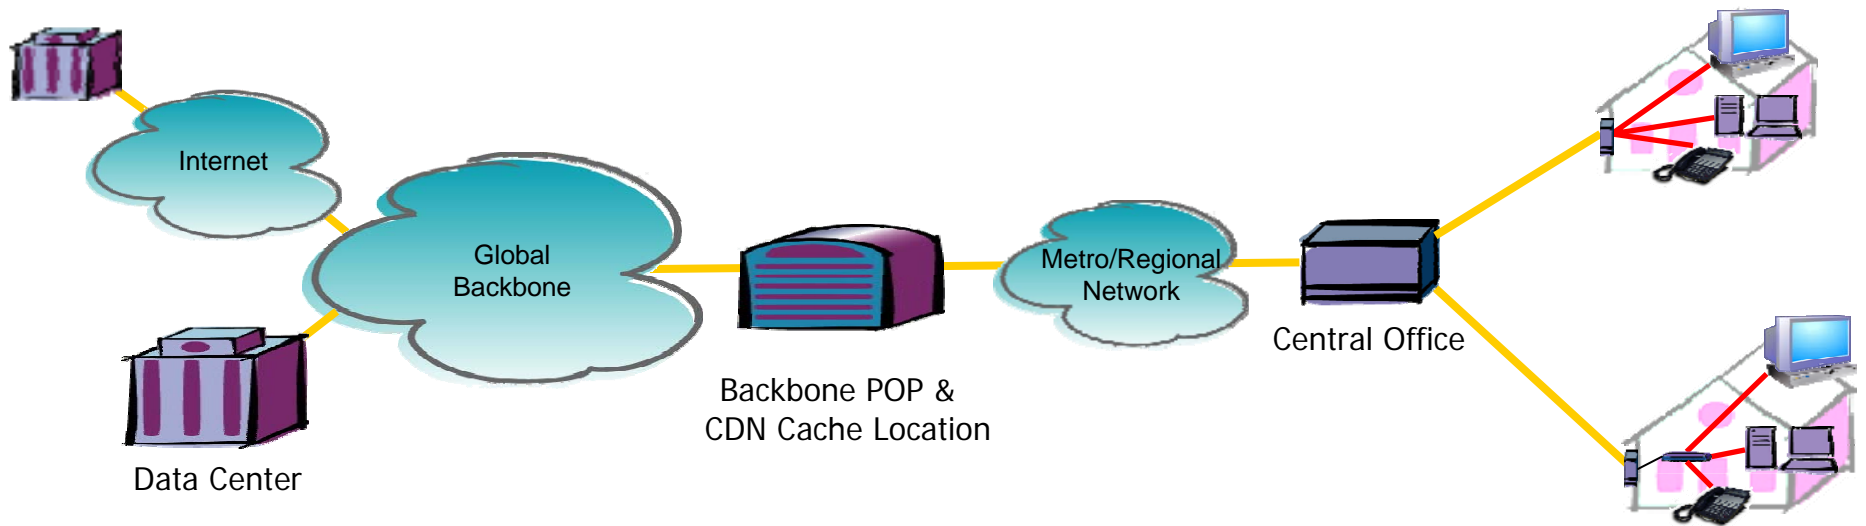 Internet
Global
Backbone
Metro/Regional
Network
Central Office
Backbone POP &
CDN Cache Location
Data Center